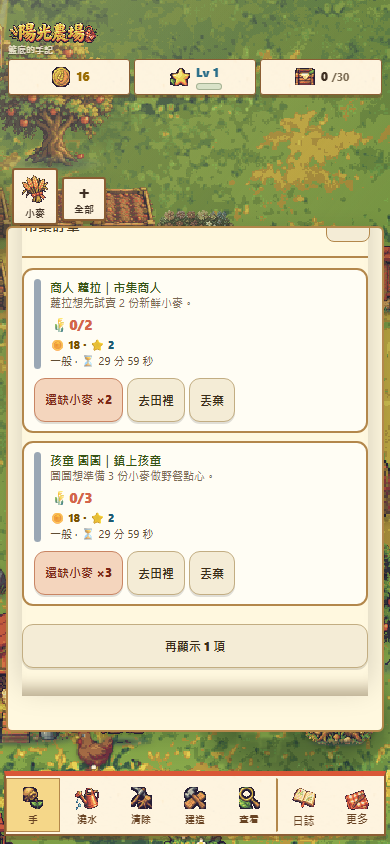 陽光農場
籃底的手記
16
Lv 1
0 /30
小麥
+
全部
商人 蘿拉 | 市集商人
蘿拉想先試賣 2 份新鮮小麥。
0/2
18 · 2
一般 · 29 分 59 秒
還缺小麥 ×2
去田裡
丟棄
孩童 圓圓 | 鎮上孩童
圓圓想準備 3 份小麥做野餐點心。
0/3
18 · 2
一般 · 29 分 59 秒
還缺小麥 ×3
去田裡
丟棄
再顯示 1 項
手
澆水
清除
建造
查看
日誌
更多